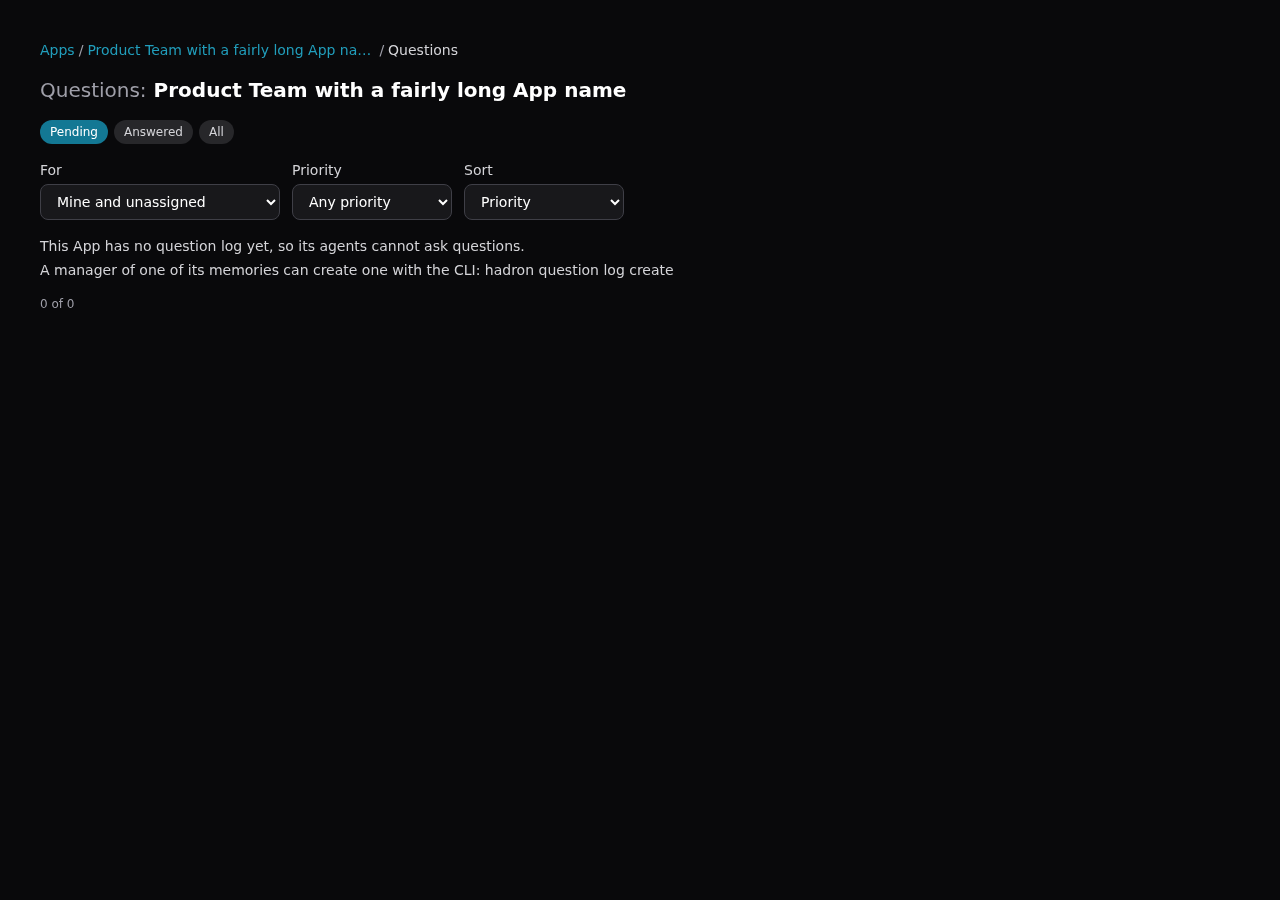 Apps / Product Team with a fairly long App na… / Questions
Questions: Product Team with a fairly long App name
Pending Answered All
For Priority Sort
Mine and unassigned Any priority Priority
This App has no question log yet, so its agents cannot ask questions.
A manager of one of its memories can create one with the CLI: hadron question log create
0 of 0